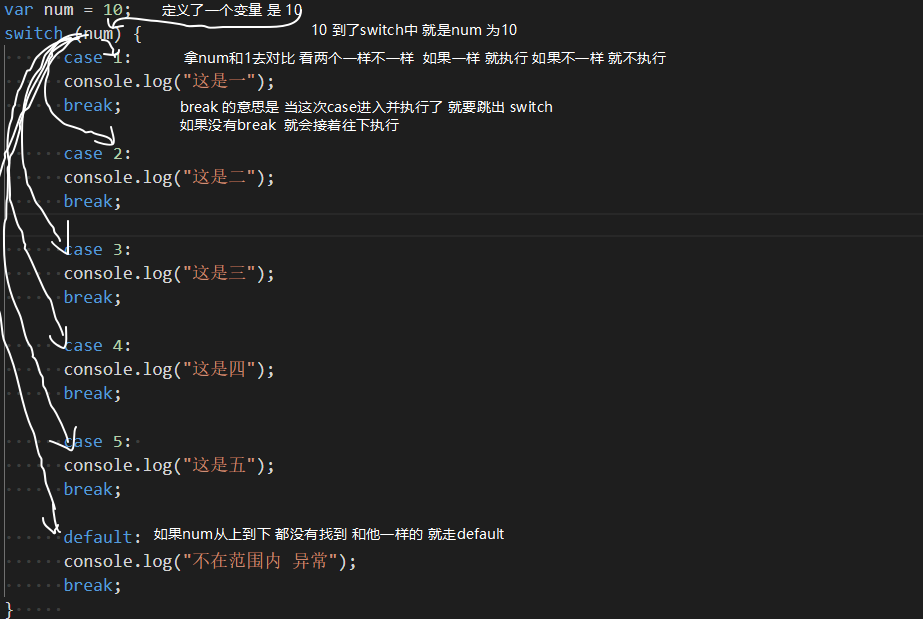 var num = 10; 定义了一个变量 是 10
switch (num) { 10 到了switch中 就是num 为10
case 1: 拿num和1去对比 看两个一样不一样 如果一样 就执行 如果不一样 就不执行
console.log("这是一");
break; break 的意思是 当这次case进入并执行了 就要跳出 switch
如果没有break 就会接着往下执行
case 2:
console.log("这是二");
break;
case 3:
console.log("这是三");
break;
case 4:
console.log("这是四");
break;
case 5:
console.log("这是五");
break;
default: 如果num从上到下 都没有找到 和他一样的 就走default
console.log("不在范围内 异常");
break;
}